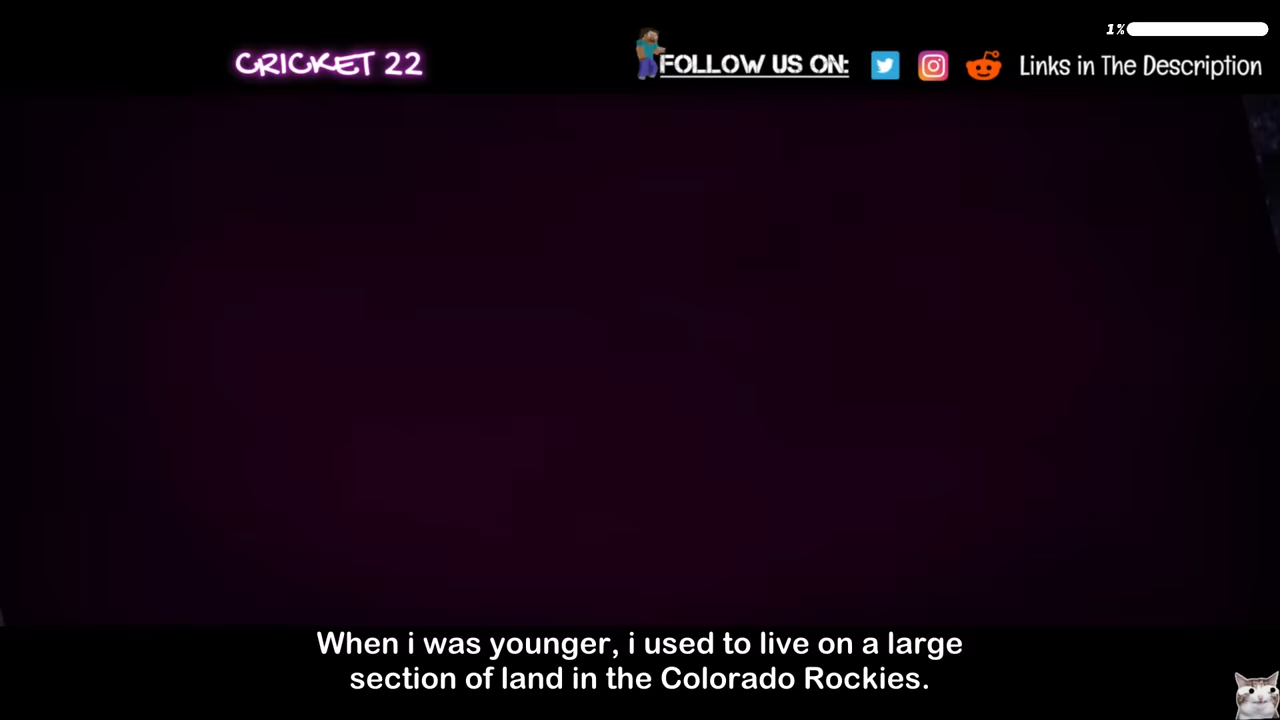 1%
CRICKET 22
FOLLOW US ON:
Links in The Description
When i was younger, i used to live on a large
section of land in the Colorado Rockies.